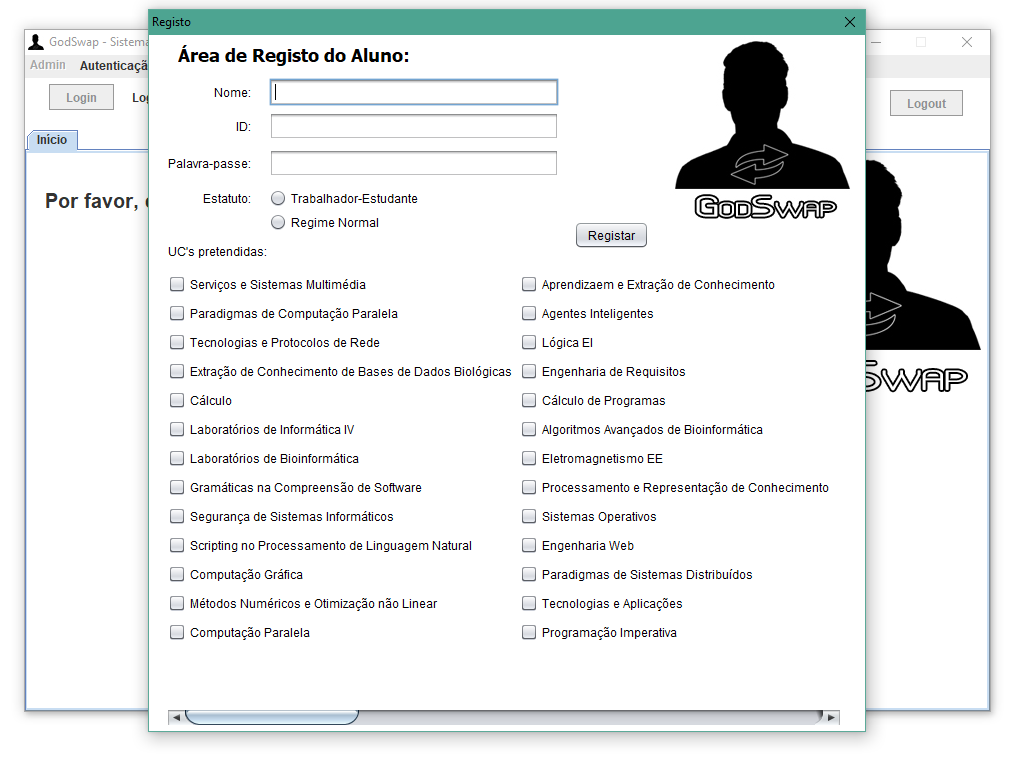 Registo
GodSwap - Sistema
Admin
Autenticaçã
Login
Logout
Início
Por favor,
Área de Registo do Aluno:
Nome:
ID:
Palavra-passe:
Estatuto:
Trabalhador-Estudante
Regime Normal
GODSWAP
Registar
UC's pretendidas:
Serviços e Sistemas Multimédia
Aprendizaem e Extração de Conhecimento
Paradigmas de Computação Paralela
Agentes Inteligentes
Tecnologias e Protocolos de Rede
Lógica EI
Extração de Conhecimento de Bases de Dados Biológicas
Engenharia de Requisitos
Cálculo
Cálculo de Programas
Laboratórios de Informática IV
Algoritmos Avançados de Bioinformática
Laboratórios de Bioinformática
Eletromagnetismo EE
Gramáticas na Compreensão de Software
Processamento e Representação de Conhecimento
Segurança de Sistemas Informáticos
Sistemas Operativos
Scripting no Processamento de Linguagem Natural
Engenharia Web
Computação Gráfica
Paradigmas de Sistemas Distribuídos
Métodos Numéricos e Otimização não Linear
Tecnologias e Aplicações
Computação Paralela
Programação Imperativa
SWAP